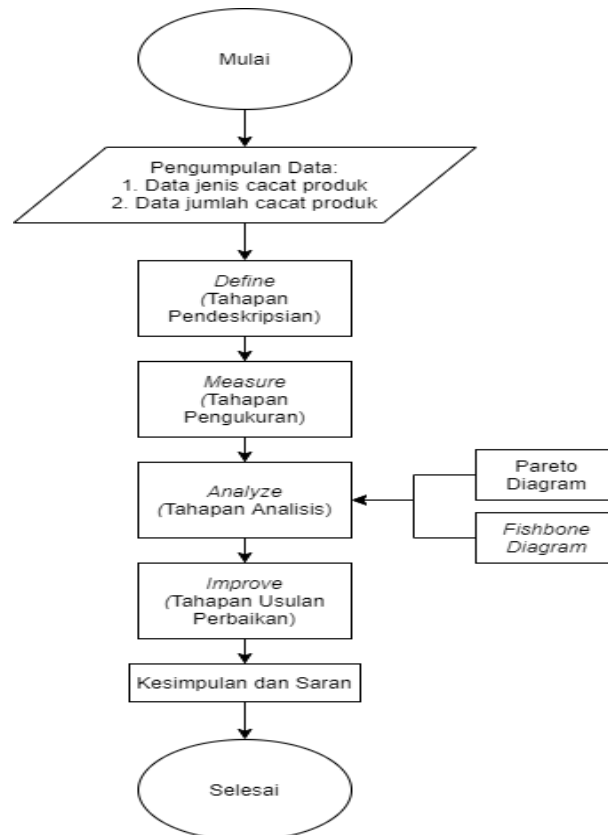 Mulai
Pengumpulan Data:
1. Data jenis cacat produk
2. Data jumlah cacat produk
Define
(Tahapan
Pendeskripsian)
Measure
(Tahapan
Pengukuran)
Analyze
(Tahapan Analisis)
Pareto
Diagram
Fishbone
Diagram
Improve
(Tahapan Usulan
Perbaikan)
Kesimpulan dan Saran
Selesai